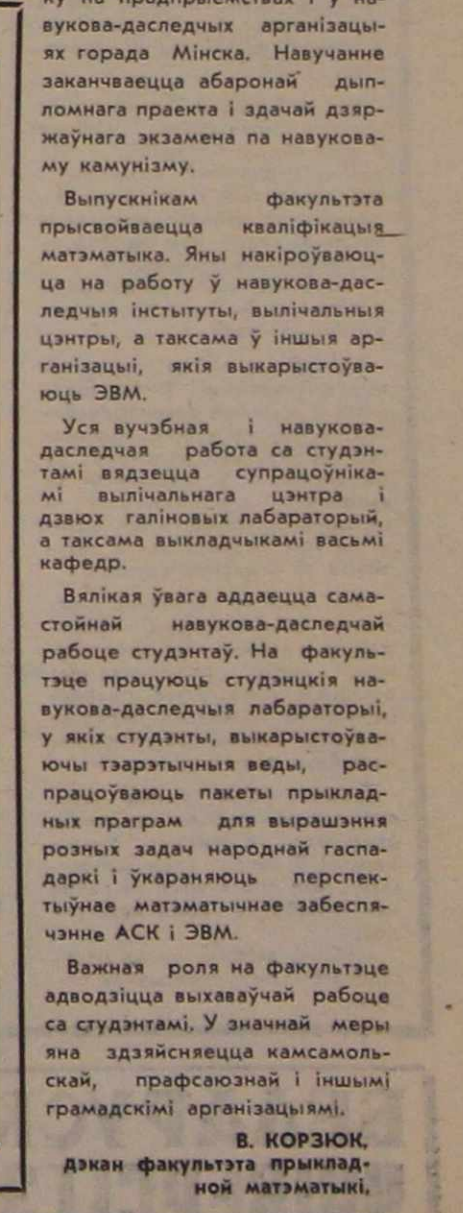 ку на прадпрыемствах і ў на-
вукова-даследчых арганізацы-
ях горада Мінска. Навучанне
заканчваецца абаронай дып-
ломнага праекта і здачай дзяр-
жаўнага экзамена па навукова-
му камунізму.
Выпускнікам факультэта
прысвойваецца кваліфікацыя
матэматыка. Яны накіроўваюц-
ца на работу ў навукова-дас-
ледчыя інстытуты, вылічальныя
цэнтры, а таксама ў іншыя ар-
ганізацыі, якія выкарыстоўва-
юць ЭВМ.
Уся вучэбная і навукова-
даследчая работа са студэн-
тамі вядзецца супрацоўніка-
мі вылічальнага цэнтра і
дзвюх галіновых лабараторый,
а таксама выкладчыкамі васьмі
кафедр.
Вялікая ўвага аддаецца сама-
стойнай навукова-даследчай
рабоце студэнтаў. На факуль-
тэце працуюць студэнцкія на-
вукова-даследчыя лабараторыі,
у якіх студэнты, выкарыстоўва-
ючы тэарэтычныя веды, рас-
працоўваюць пакеты прыклад-
ных праграм для вырашэння
розных задач народнай гаспа-
даркі і ўкараняюць перспек-
тыўнае матэматычнае забеспя-
чэнне АСК і ЭВМ.
Важная роля на факультэце
адводзіцца выхаваўчай рабоце
са студэнтамі. У значнай меры
яна здзяйсняецца камсамоль-
скай, прафсаюзнай і іншымі
грамадскімі арганізацыямі.
В. КОРЗЮК,
дэкан факультэта прыклад-
ной матэматыкі.